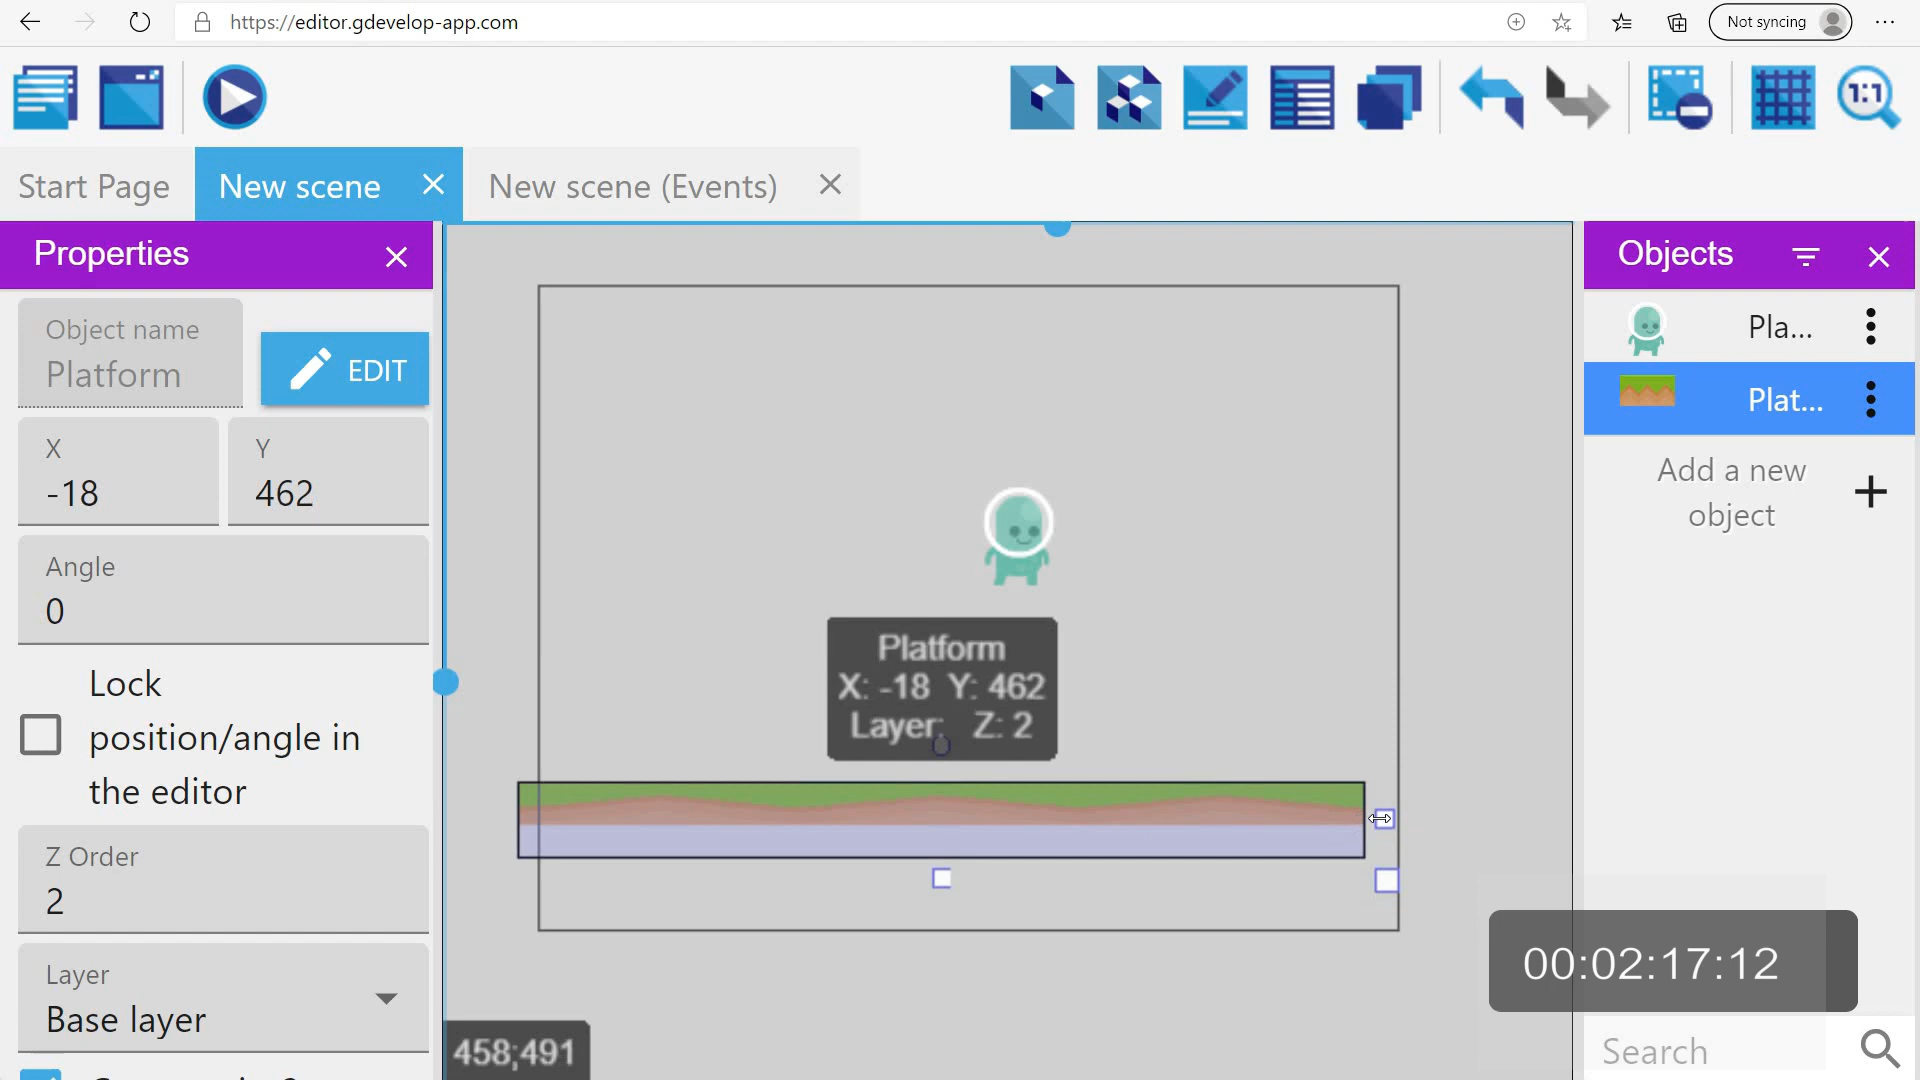 https://editor.gdevelop-app.com
Not syncing
1:1
Start Page
New scene
New scene (Events)
Properties
Objects
Object name
Platform
EDIT
Pla...
Plat...
X
-18
Y
462
Add a new
object
Angle
0
Lock
position/angle in
the editor
Platform
X: -18 Y: 462
Layer: Z: 2
Z Order
2
Layer
Base layer
00:02:17:12
458;491
Search